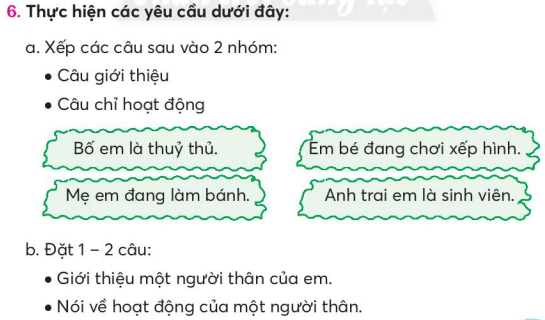 6. Thực hiện các yêu cầu dưới đây:
a. Xếp các câu sau vào 2 nhóm:
• Câu giới thiệu
• Câu chỉ hoạt động
Bố em là thuỷ thủ.
Em bé đang chơi xếp hình.
Mẹ em đang làm bánh.
Anh trai em là sinh viên.
b. Đặt 1 – 2 câu:
• Giới thiệu một người thân của em.
• Nói về hoạt động của một người thân.